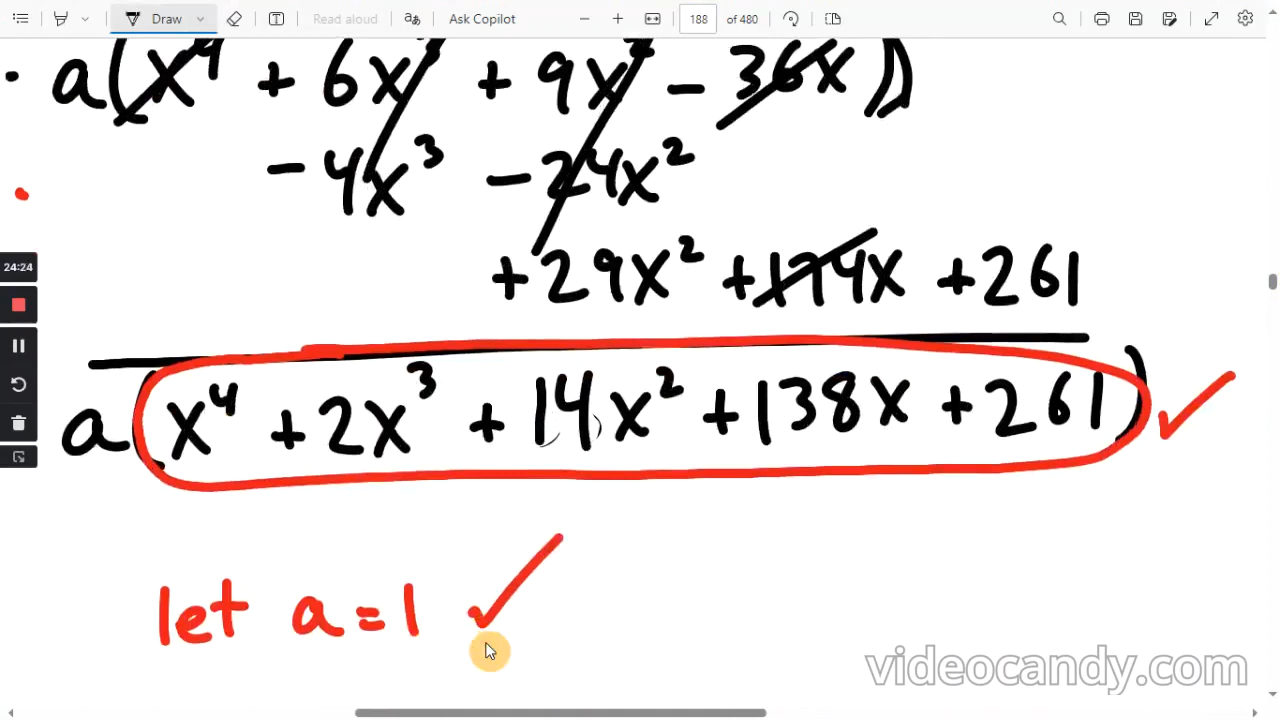 Draw
Read aloud
Ask Copilot
188 of 480
· a(x⁴ + 6x³ + 9x² - 36x)
- 4x³ - 24x²
24:24
+29x² +174x +261
a(x⁴ +2x³ +14x² +138x +261)
let a=1
videocandy.com